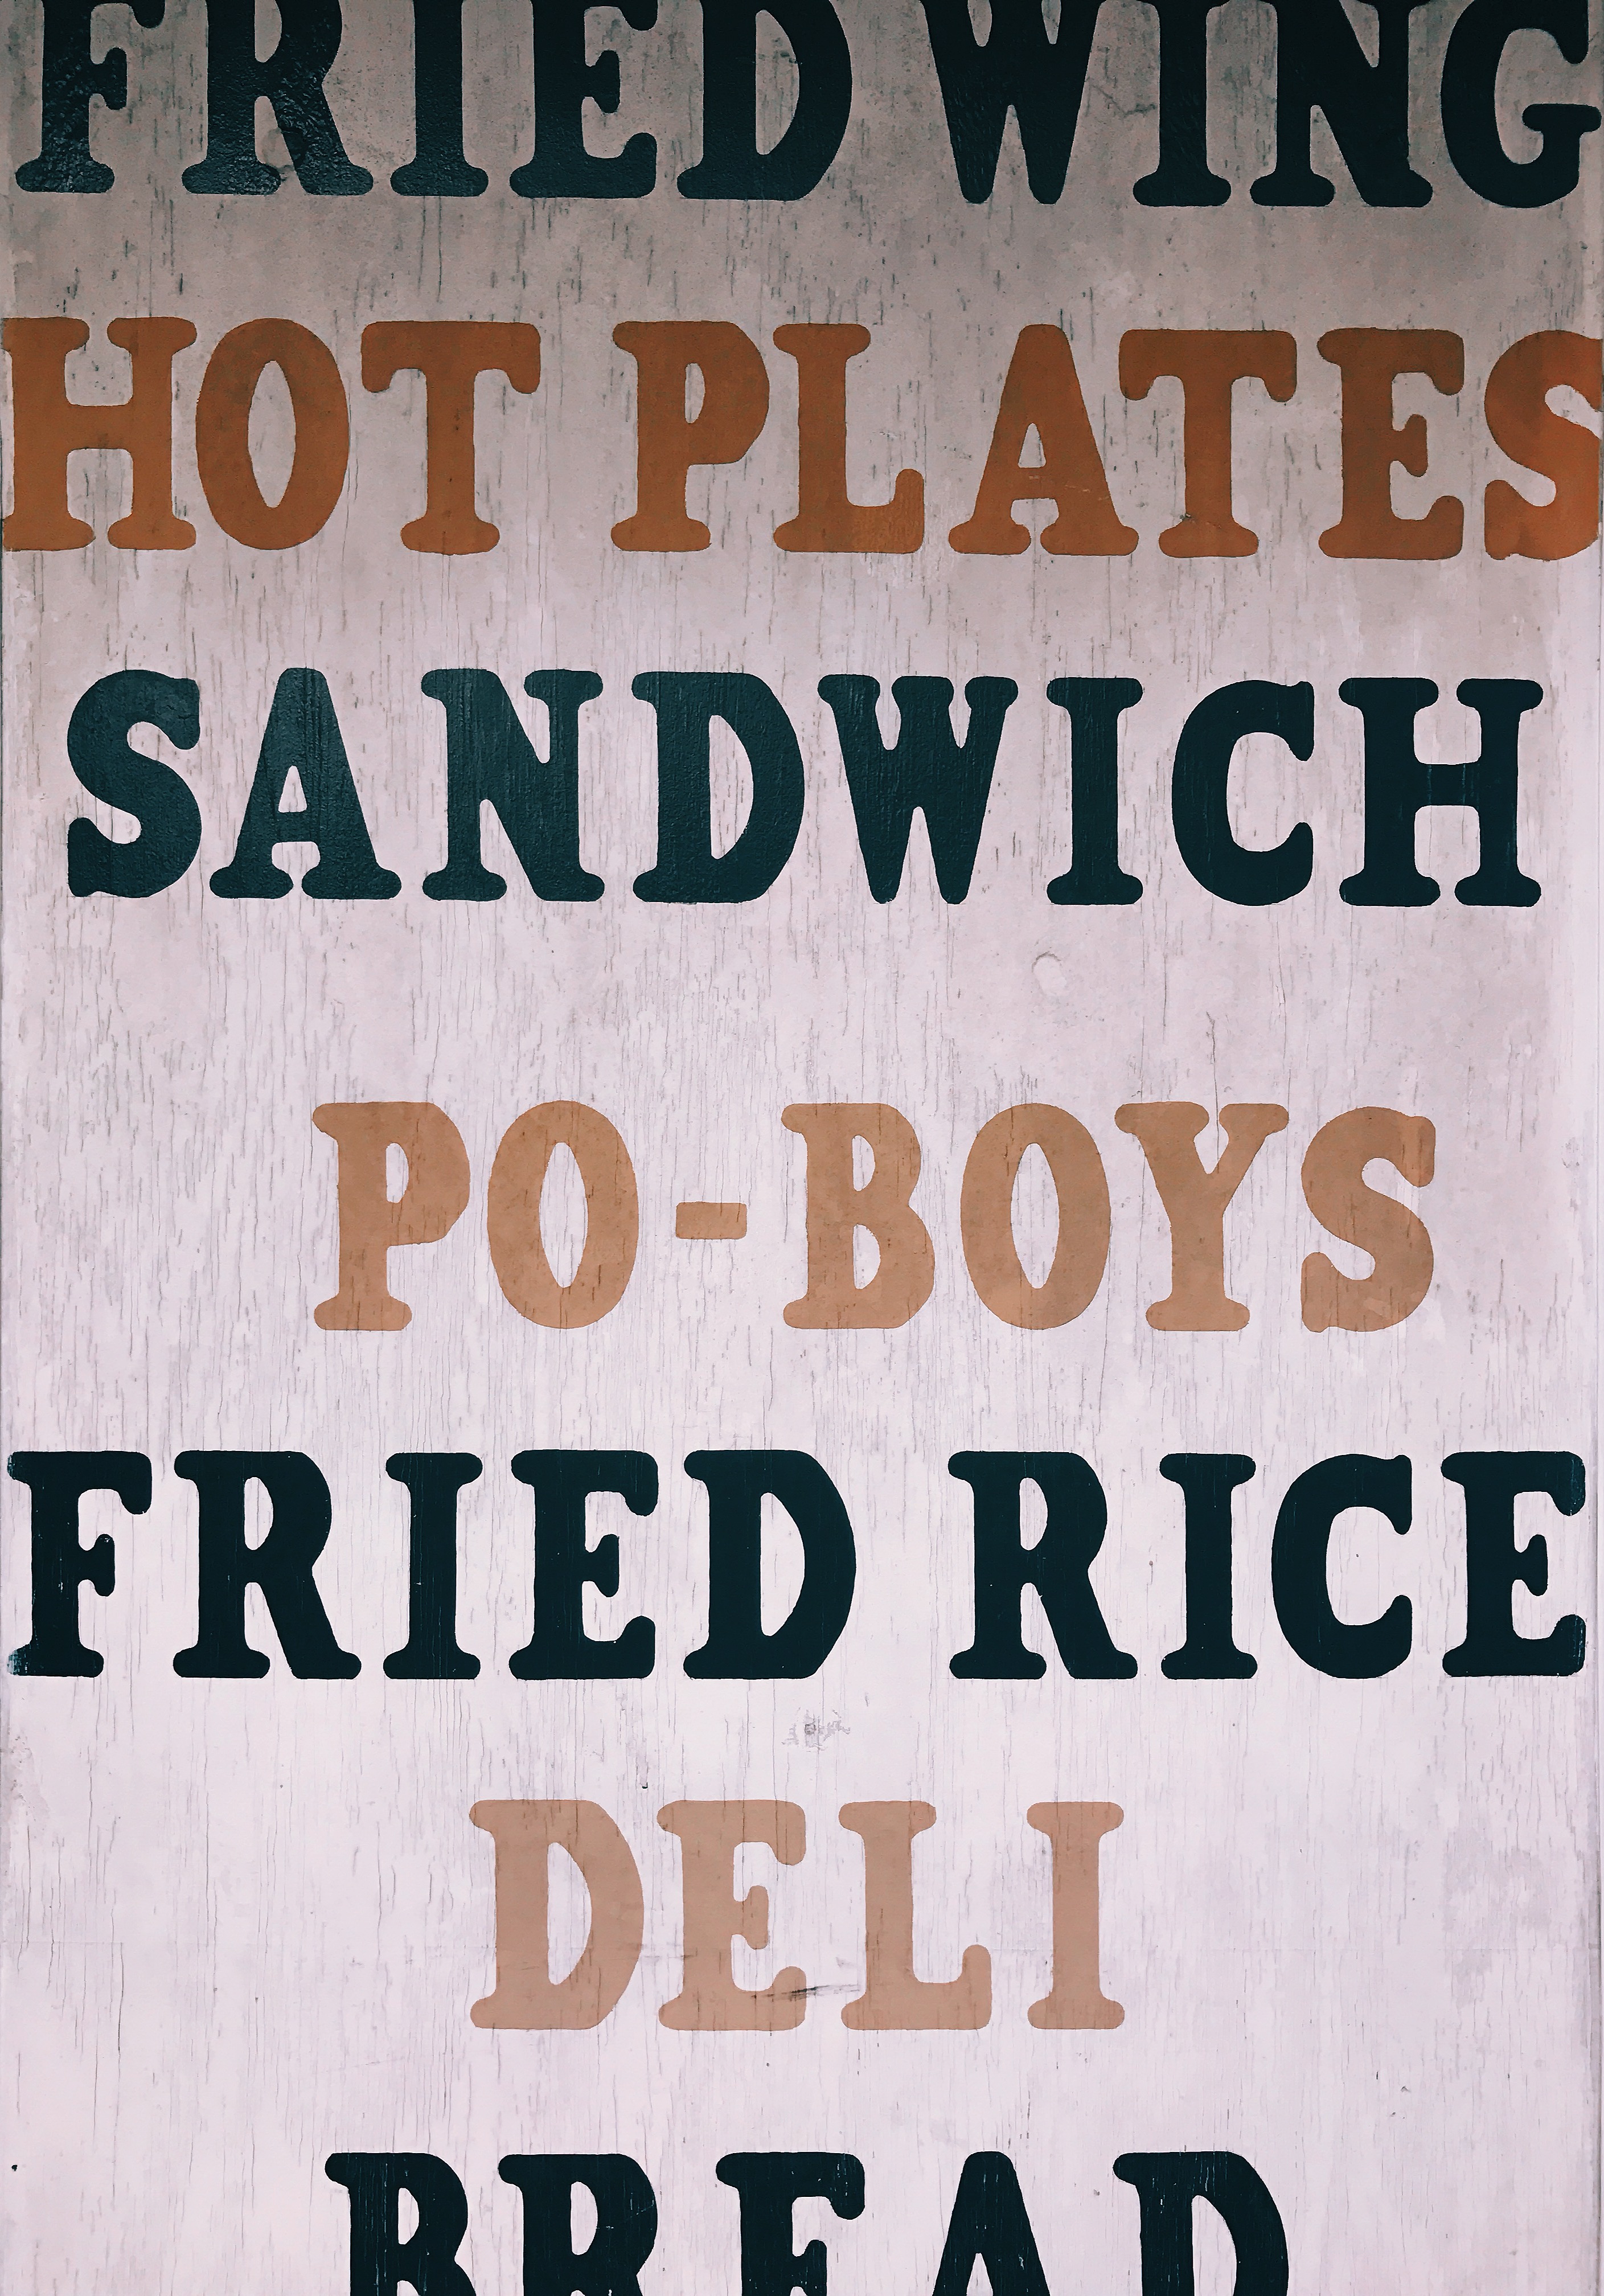 FRIED WING
HOT PLATES
SANDWICH
PO-BOYS
FRIED RICE
DELI
BREAD